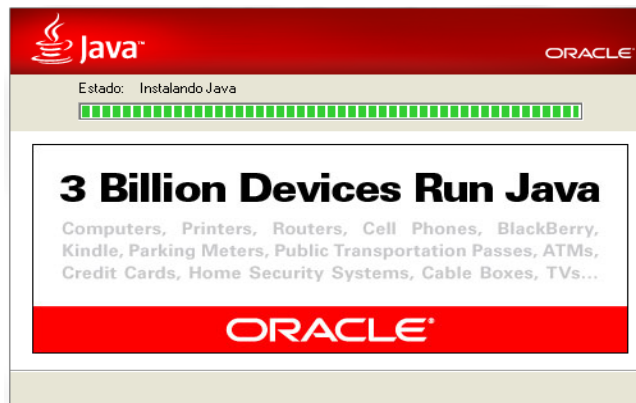 Java™
ORACLE
Estado: Instalando Java
3 Billion Devices Run Java
Computers, Printers, Routers, Cell Phones, BlackBerry,
Kindle, Parking Meters, Public Transportation Passes, ATMs,
Credit Cards, Home Security Systems, Cable Boxes, TVs...
ORACLE®